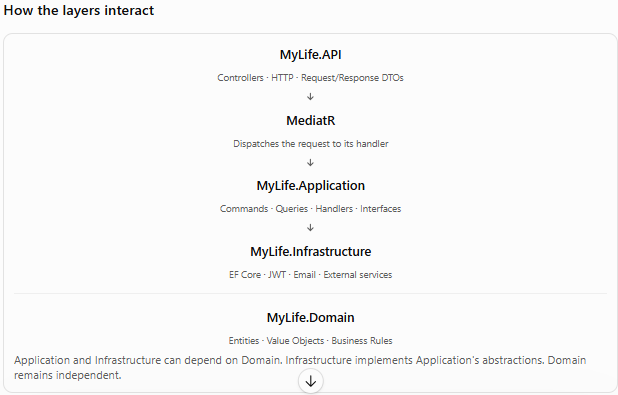 How the layers interact
MyLife.API
Controllers · HTTP · Request/Response DTOs
↓
MediatR
Dispatches the request to its handler
↓
MyLife.Application
Commands · Queries · Handlers · Interfaces
↓
MyLife.Infrastructure
EF Core · JWT · Email · External services
MyLife.Domain
Entities · Value Objects · Business Rules
Application and Infrastructure can depend on Domain. Infrastructure implements Application's abstractions. Domain
remains independent.